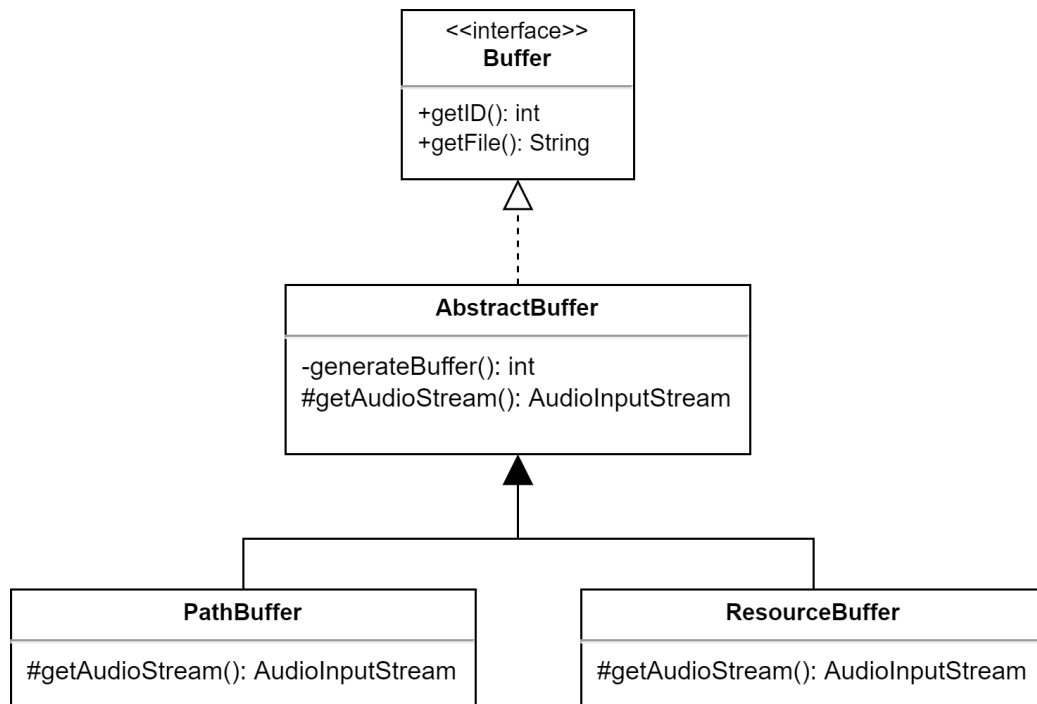 <<interface>>
Buffer
+getID(): int
+getFile(): String
AbstractBuffer
-generateBuffer(): int
#getAudioStream(): AudioInputStream
PathBuffer
#getAudioStream(): AudioInputStream
ResourceBuffer
#getAudioStream(): AudioInputStream